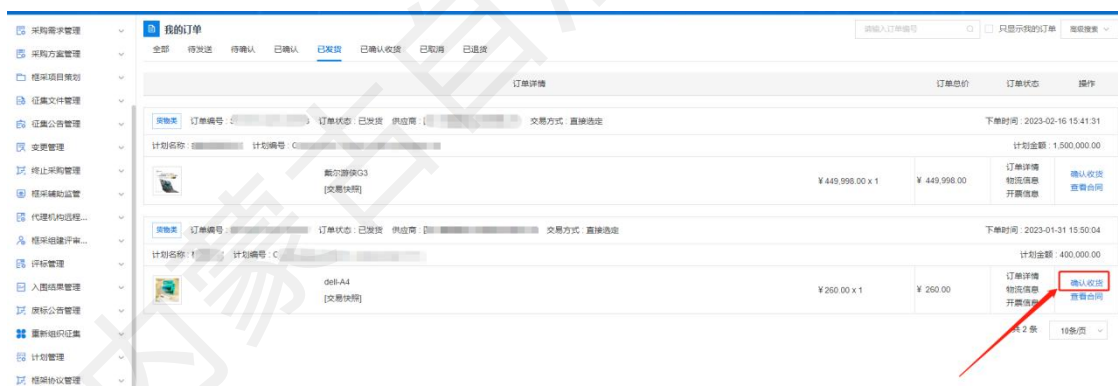 采购需求管理
采购方案管理
框采项目策划
征集文件管理
征集公告管理
变更管理
终止采购管理
框采辅助监管
代理机构远程...
框采组建评审...
评标管理
入围结果管理
废标公告管理
重新组织征集
计划管理
框架协议管理
我的订单
请输入订单编号 只显示我的订单 高级搜索
全部 待发送 待确认 已确认 已发货 已确认收货 已取消 已退货
订单详情 订单总价 订单状态 操作
货物类 订单编号: 订单状态:已发货 供应商: 交易方式:直接选定 下单时间:2023-02-16 15:41:31
计划名称: 计划编号: 计划金额:1,500,000.00
戴尔游侠G3
[交易快照]
¥449,998.00 x 1 ¥ 449,998.00
订单详情
物流信息
开票信息
确认收货
查看合同
货物类 订单编号: 订单状态:已发货 供应商: 交易方式:直接选定 下单时间:2023-01-31 15:50:04
计划名称: 计划编号: 计划金额:400,000.00
dell-A4
[交易快照]
¥260.00 x 1 ¥ 260.00
订单详情
物流信息
开票信息
确认收货
查看合同
共 2 条 10条/页
内蒙古自